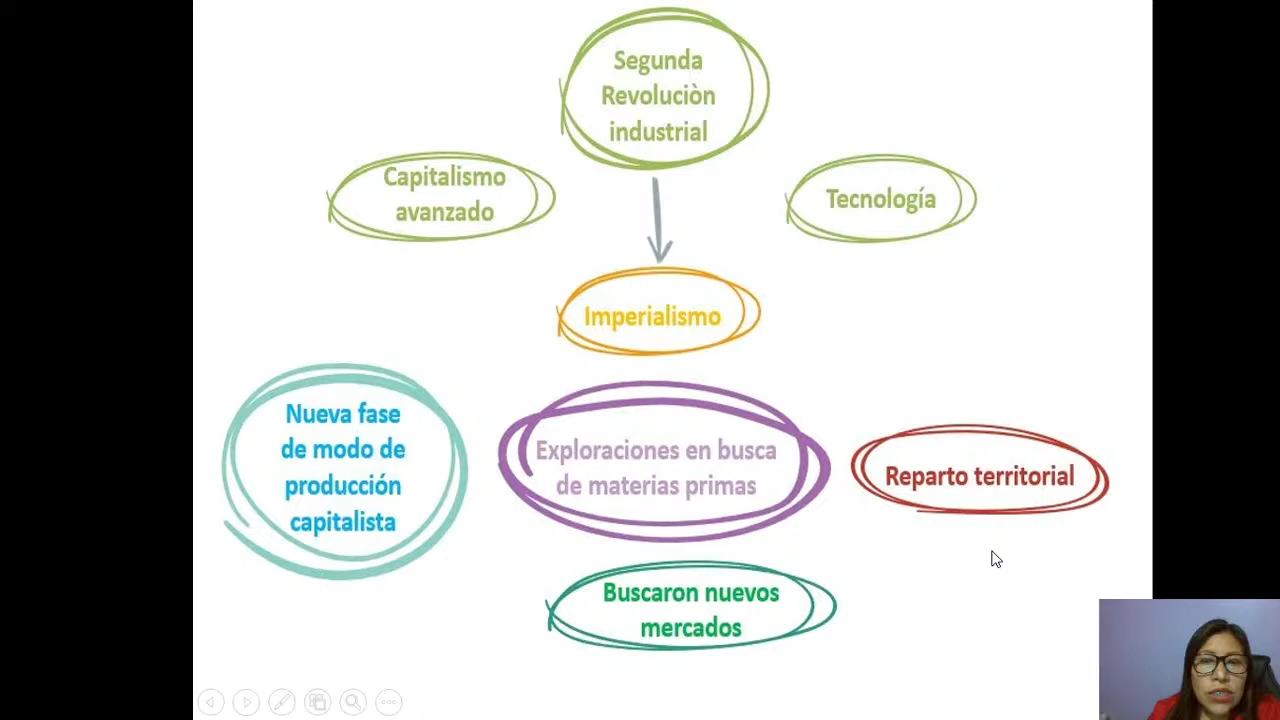 Segunda
Revoluciòn
industrial
Capitalismo
avanzado
Tecnología
Imperialismo
Nueva fase
de modo de
producción
capitalista
Exploraciones en busca
de materias primas
Reparto territorial
Buscaron nuevos
mercados